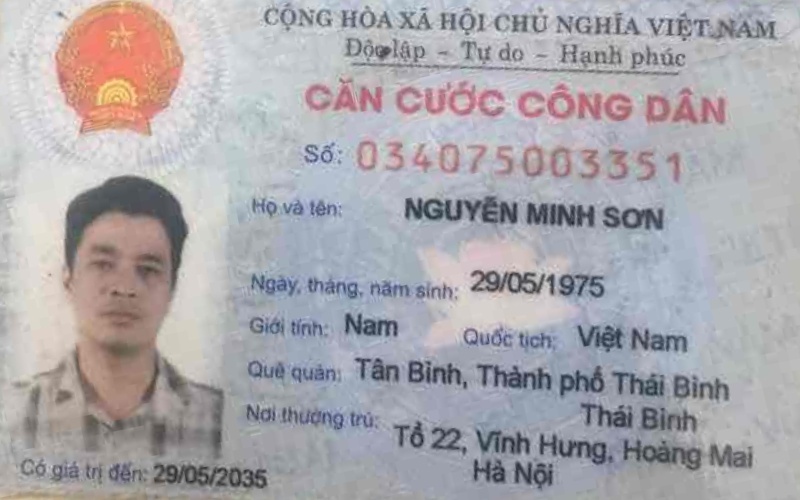 CỘNG HÒA XÃ HỘI CHỦ NGHĨA VIỆT NAM
Độc lập - Tự do - Hạnh phúc
CĂN CƯỚC CÔNG DÂN
Số: 034075003351
Họ và tên: NGUYỄN MINH SƠN
Ngày, tháng, năm sinh: 29/05/1975
Giới tính: Nam Quốc tịch: Việt Nam
Quê quán: Tân Bình, Thành phố Thái Bình
Thái Bình
Nơi thường trú: Tổ 22, Vĩnh Hưng, Hoàng Mai
Hà Nội
Có giá trị đến: 29/05/2035